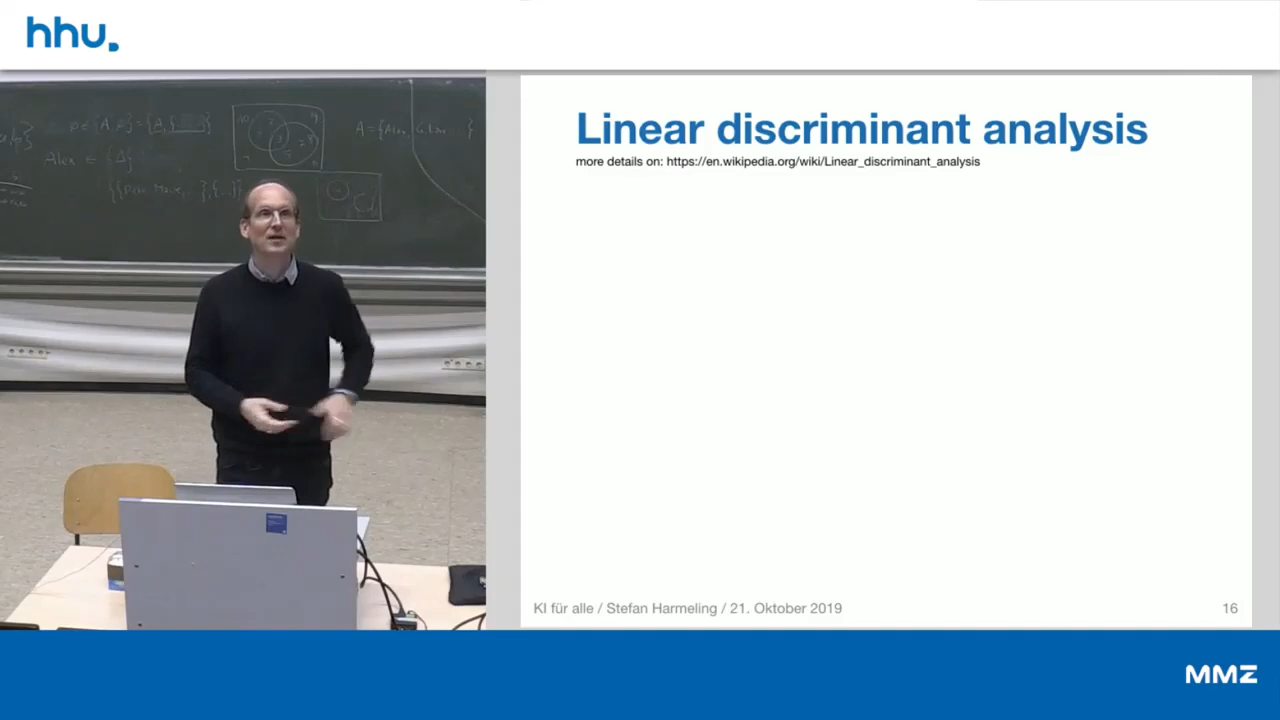 hhu.
Linear discriminant analysis
more details on: https://en.wikipedia.org/wiki/Linear_discriminant_analysis
Alex ∈
KI für alle / Stefan Harmeling / 21. Oktober 2019
16
MMZ